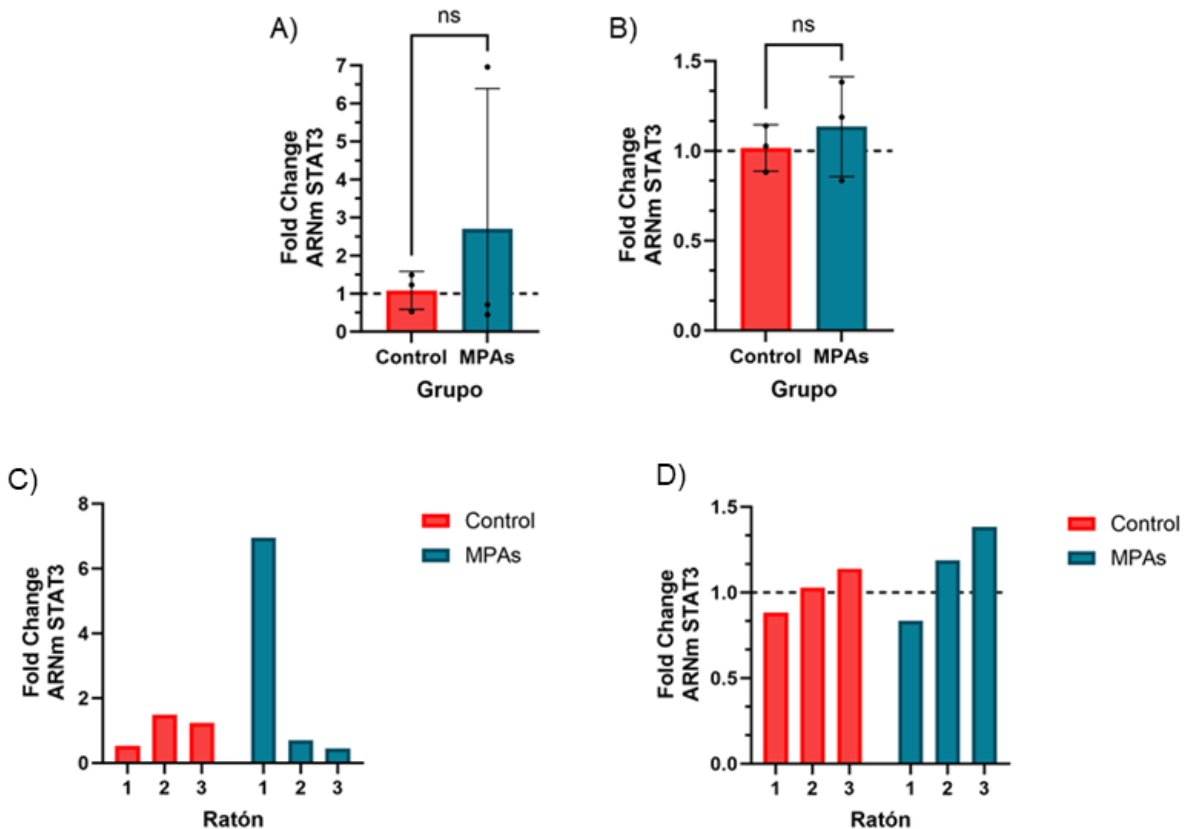 A)
ns
7
6
5
4
3
2
1
0
Fold Change
ARNm STAT3
Control MPAs
Grupo
B)
ns
1.5
1.0
0.5
0.0
Fold Change
ARNm STAT3
Control MPAs
Grupo
C)
8
6
4
2
0
Fold Change
ARNm STAT3
1 2 3 1 2 3
Ratón
Control
MPAs
D)
1.5
1.0
0.5
0.0
Fold Change
ARNm STAT3
1 2 3 1 2 3
Ratón
Control
MPAs